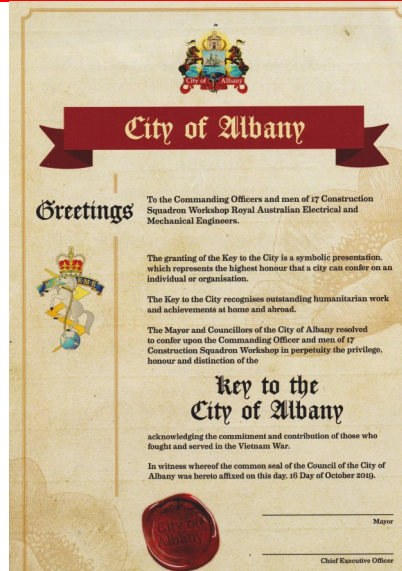 City of Albany
City of Albany
Greetings
To the Commanding Officers and men of 17 Construction
Squadron Workshop Royal Australian Electrical and
Mechanical Engineers.
The granting of the Key to the City is a symbolic presentation,
which represents the highest honour that a city can confer on an
individual or organisation.
The Key to the City recognises outstanding humanitarian work
and achievements at home and abroad.
The Mayor and Councillors of the City of Albany resolved
to confer upon the Commanding Officer and men of 17
Construction Squadron Workshop in perpetuity the privilege,
honour and distinction of the
Key to the
City of Albany
acknowledging the commitment and contribution of those who
fought and served in the Vietnam War.
In witness whereof the common seal of the Council of the City of
Albany was hereto affixed on this day, 16 Day of October 2019.
City of
Albany
Mayor
Chief Executive Officer